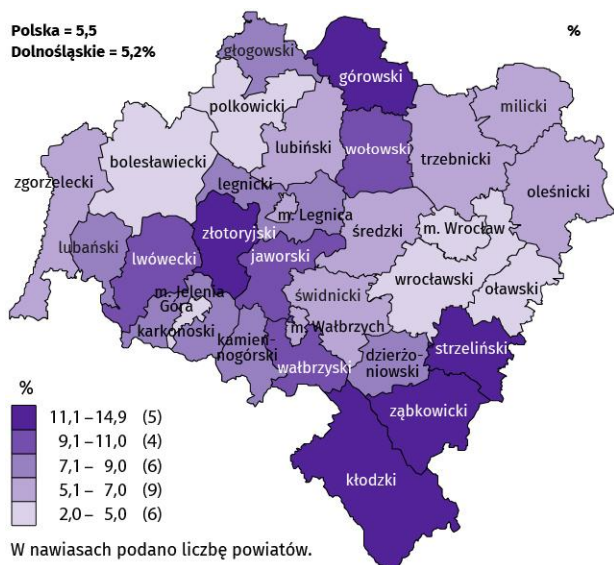 Polska = 5,5
Dolnośląskie = 5,2%
%
głogowski
górowski
polkowicki
milicki
lubiński
wołowski
trzebnicki
bolesławiecki
zgorzelecki
legnicki
oleśnicki
m. Legnica
złotoryjski
średzki
m. Wrocław
lubański
lwówecki
jaworski
wrocławski
m. Jelenia
Góra
świdnicki
oławski
karkonoski
kamien-
nogórski
m. Wałbrzych
strzeliński
dzierżo-
niowski
wałbrzyski
ząbkowicki
kłodzki
%
11,1 – 14,9 (5)
9,1 – 11,0 (4)
7,1 – 9,0 (6)
5,1 – 7,0 (9)
2,0 – 5,0 (6)
W nawiasach podano liczbę powiatów.